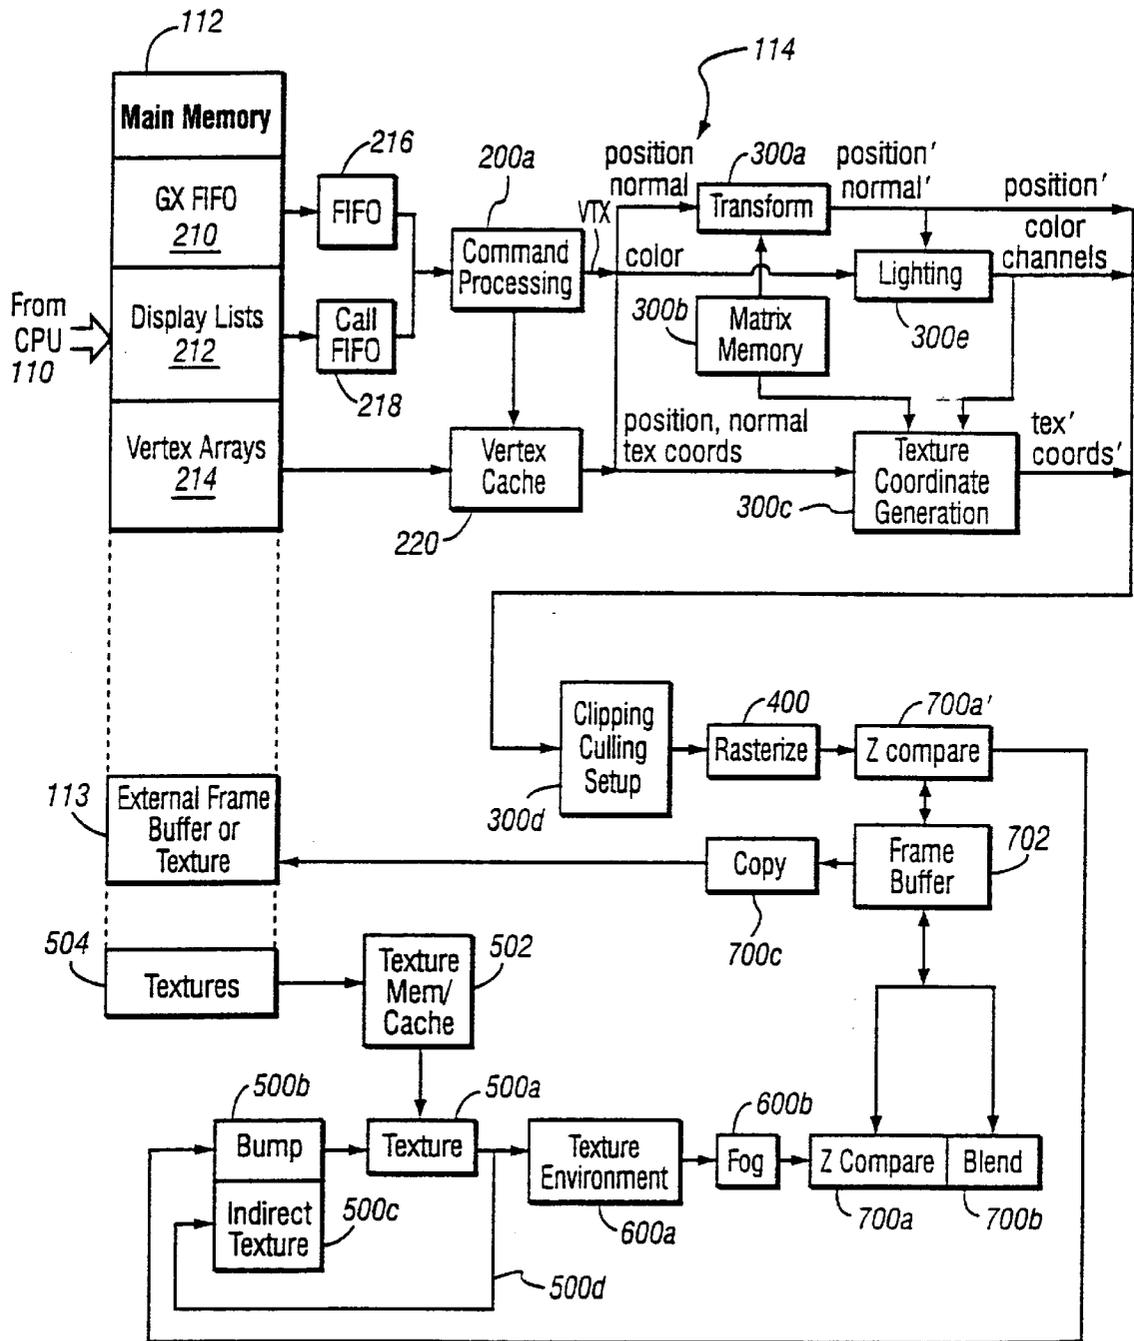 112
114
Main Memory
216
200a
position
normal
300a
position′
normal′
position′
GX FIFO
210
FIFO
VTX
Transform
color
channels
Command
Processing
color
Lighting
From
CPU
110
Display Lists
212
Call
FIFO
218
300b
Matrix
Memory
300e
Vertex Arrays
214
Vertex
Cache
220
position, normal
tex coords
Texture
Coordinate
Generation
300c
tex′
coords′
Clipping
Culling
Setup
300d
400
Rasterize
700a′
Z compare
113
External Frame
Buffer or
Texture
Copy
700c
Frame
Buffer
702
504
Textures
Texture
Mem/
Cache
502
500b
Bump
500a
Texture
Texture
Environment
600a
600b
Fog
Z Compare
Blend
700a
700b
Indirect
Texture
500c
500d